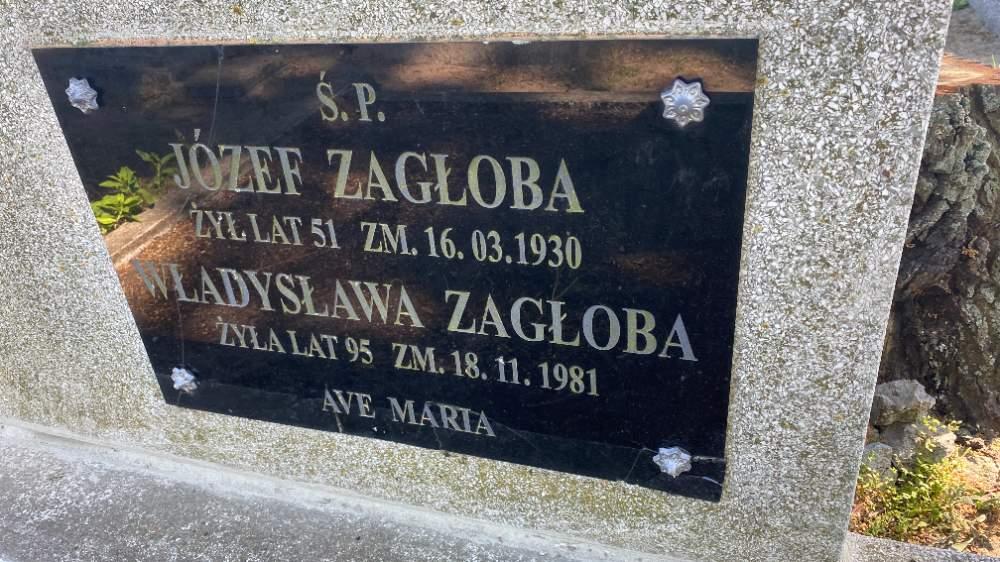 Ś. P.
JÓZEF ZAGŁOBA
ŻYŁ LAT 51 ZM. 16. 03. 1930
WŁADYSŁAWA ZAGŁOBA
ŻYŁA LAT 95 ZM. 18. 11. 1981
AVE MARIA